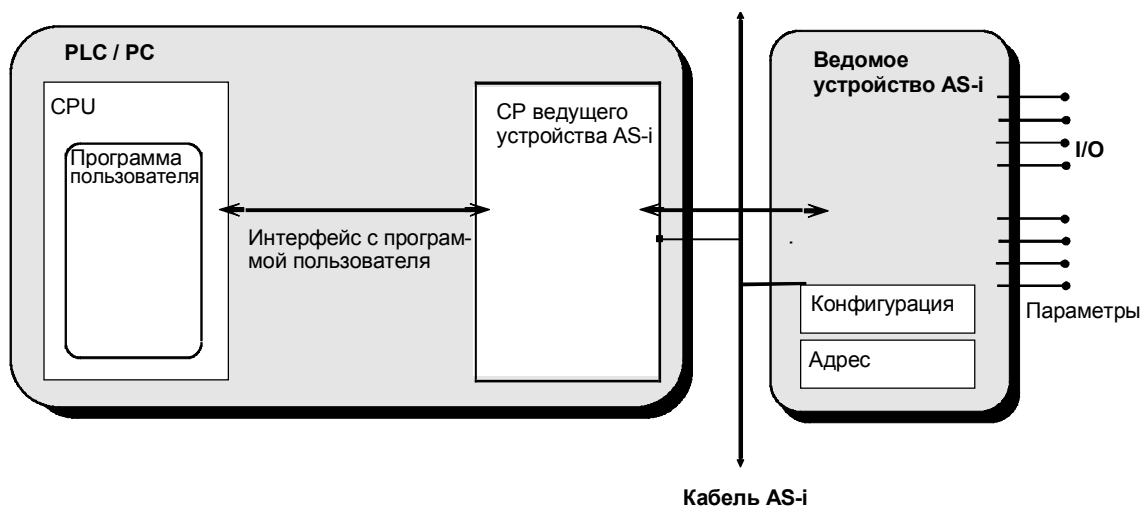 PLC / PC
CPU
Программа
пользователя
CP ведущего
устройства AS-i
Интерфейс с програм-
мой пользователя
Ведомое
устройство AS-i
I/O
Конфигурация
Адрес
Параметры
Кабель AS-i